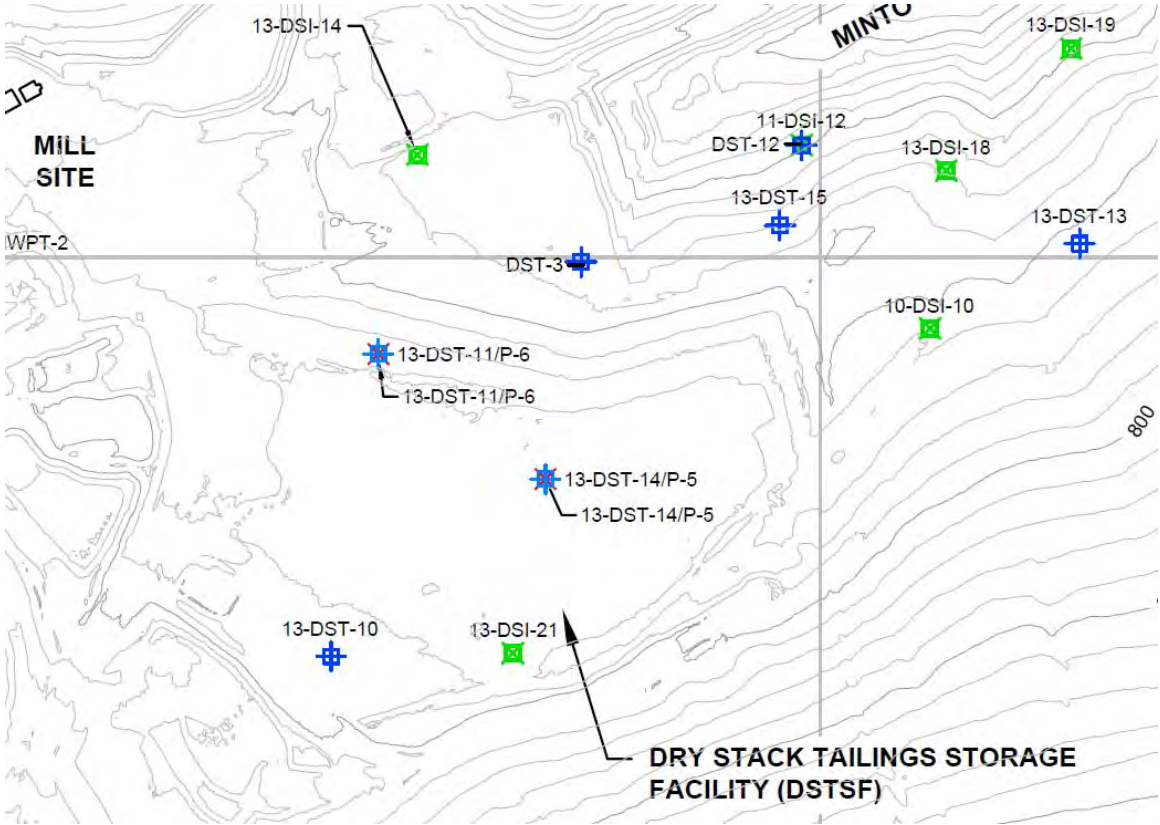 13-DSI-14
MINTO
13-DSI-19
MILL
SITE
11-DSI-12
DST-12
13-DSI-18
13-DST-15
13-DST-13
WPT-2
DST-3
10-DSI-10
13-DST-11/P-6
13-DST-11/P-6
800
13-DST-14/P-5
13-DST-14/P-5
13-DST-10
13-DSI-21
DRY STACK TAILINGS STORAGE
FACILITY (DSTSF)